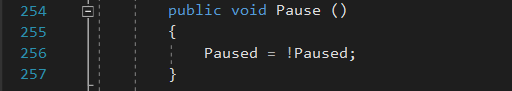 254 public void Pause ()
255 {
256 Paused = !Paused;
257 }